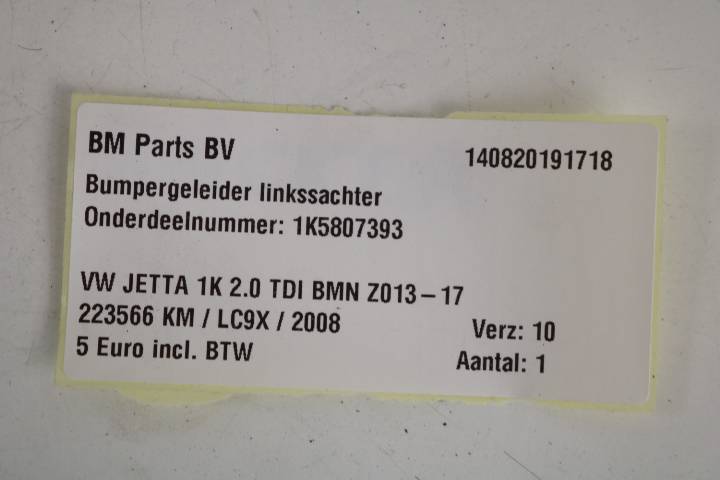 BM Parts BV 140820191718
Bumpergeleider linkssachter
Onderdeelnummer: 1K5807393
VW JETTA 1K 2.0 TDI BMN Z013-17
223566 KM / LC9X / 2008 Verz: 10
5 Euro incl. BTW Aantal: 1